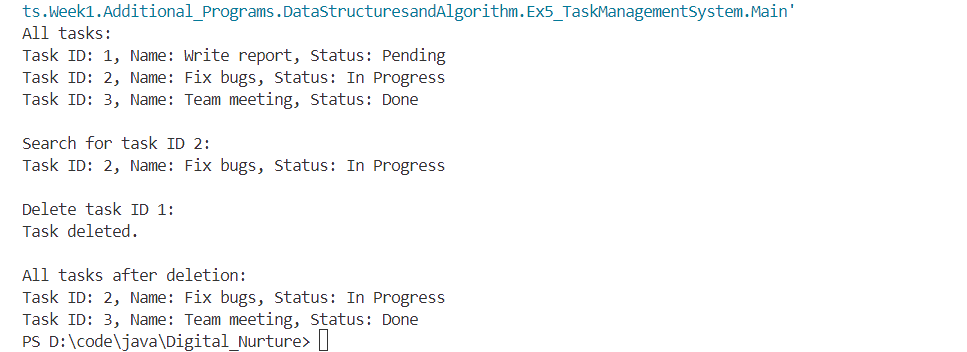 ts.Week1.Additional_Programs.DataStructuresandAlgorithm.Ex5_TaskManagementSystem.Main'
All tasks:
Task ID: 1, Name: Write report, Status: Pending
Task ID: 2, Name: Fix bugs, Status: In Progress
Task ID: 3, Name: Team meeting, Status: Done
Search for task ID 2:
Task ID: 2, Name: Fix bugs, Status: In Progress
Delete task ID 1:
Task deleted.
All tasks after deletion:
Task ID: 2, Name: Fix bugs, Status: In Progress
Task ID: 3, Name: Team meeting, Status: Done
PS D:\code\java\Digital_Nurture>